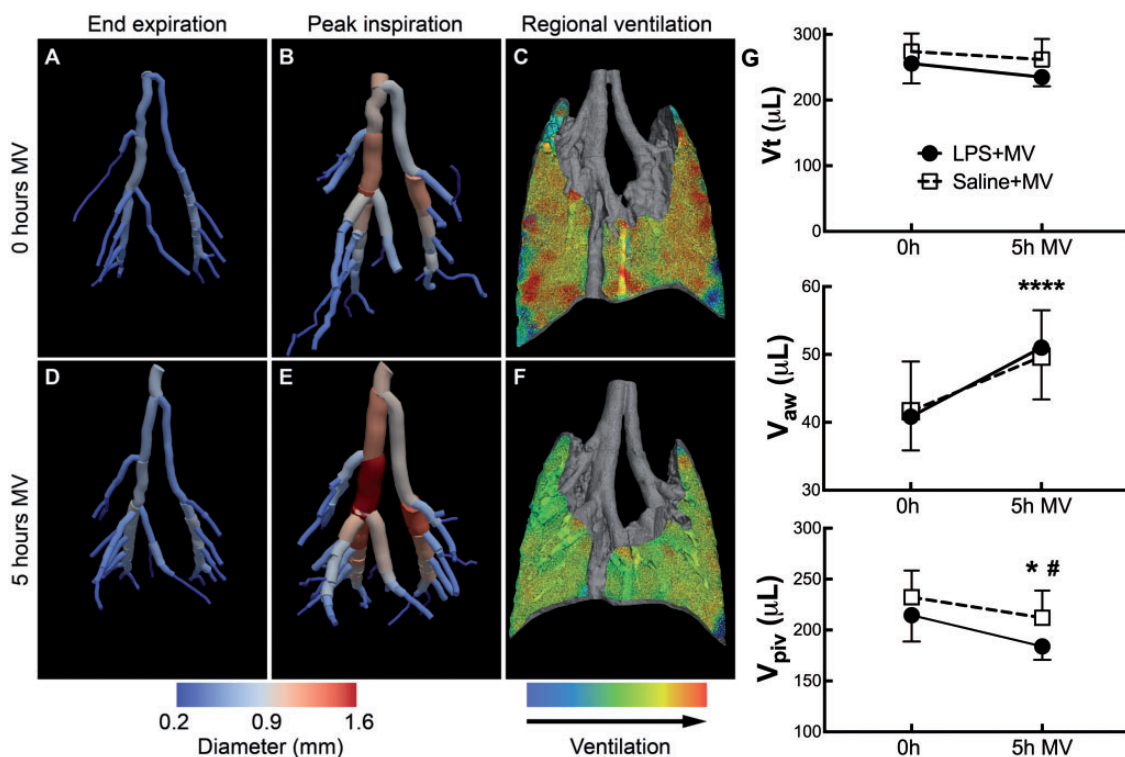 End expiration
Peak inspiration
Regional ventilation
0 hours MV
A
B
C
5 hours MV
D
E
F
0.2
0.9
1.6
Diameter (mm)
Ventilation
G
Vt (µL)
300
200
100
0
LPS+MV
Saline+MV
0h
5h MV
Vaw (µL)
60
50
40
30
****
0h
5h MV
Vpiv (µL)
250
200
150
100
* #
0h
5h MV